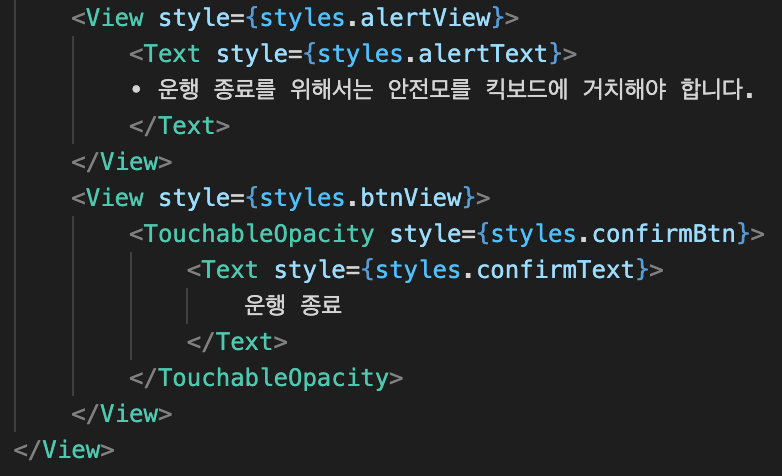 <View style={styles.alertView}>
<Text style={styles.alertText}>
• 운행 종료를 위해서는 안전모를 킥보드에 거치해야 합니다.
</Text>
</View>
<View style={styles.btnView}>
<TouchableOpacity style={styles.confirmBtn}>
<Text style={styles.confirmText}>
운행 종료
</Text>
</TouchableOpacity>
</View>
</View>